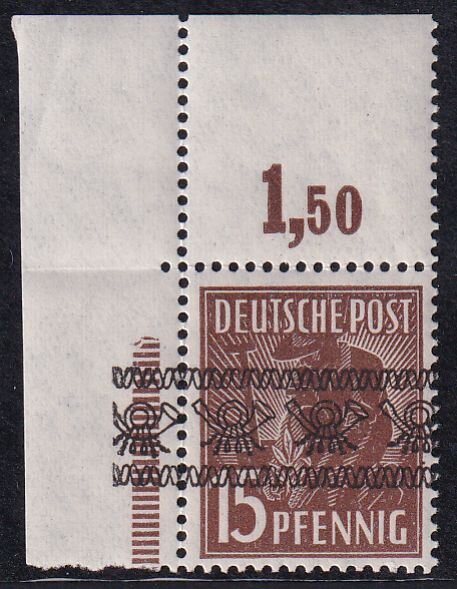 1,50
DEUTSCHE POST
15 PFENNIG